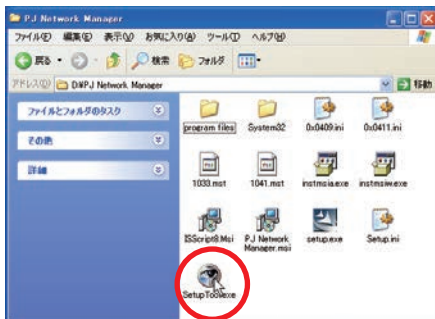 PJ Network Manager
ファイル(F) 編集(E) 表示(V) お気に入り(A) ツール(T) ヘルプ(H)
戻る 検索 フォルダ
アドレス(D) D:¥PJ Network Manager 移動
ファイルとフォルダのタスク
その他
詳細
program files System32 0x0409.ini 0x0411.ini
1033.mst 1041.mst instmsia.exe instmsiw.exe
ISScript8.Msi PJ Network Manager.msi setup.exe Setup.ini
SetupTool.exe